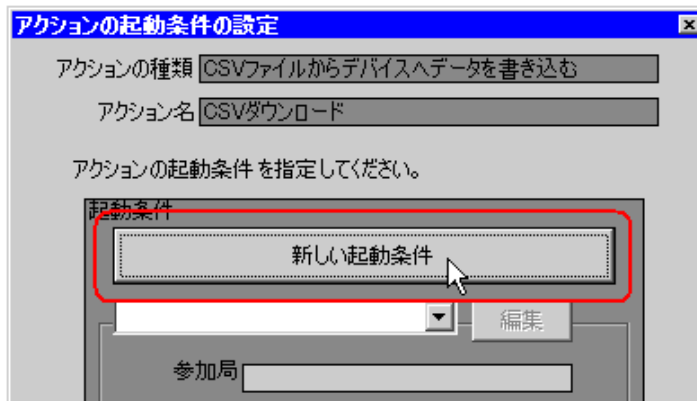 アクションの起動条件の設定
アクションの種類 CSVファイルからデバイスへデータを書き込む
アクション名 CSVダウンロード
アクションの起動条件を指定してください。
起動条件
新しい起動条件
編集
参加局